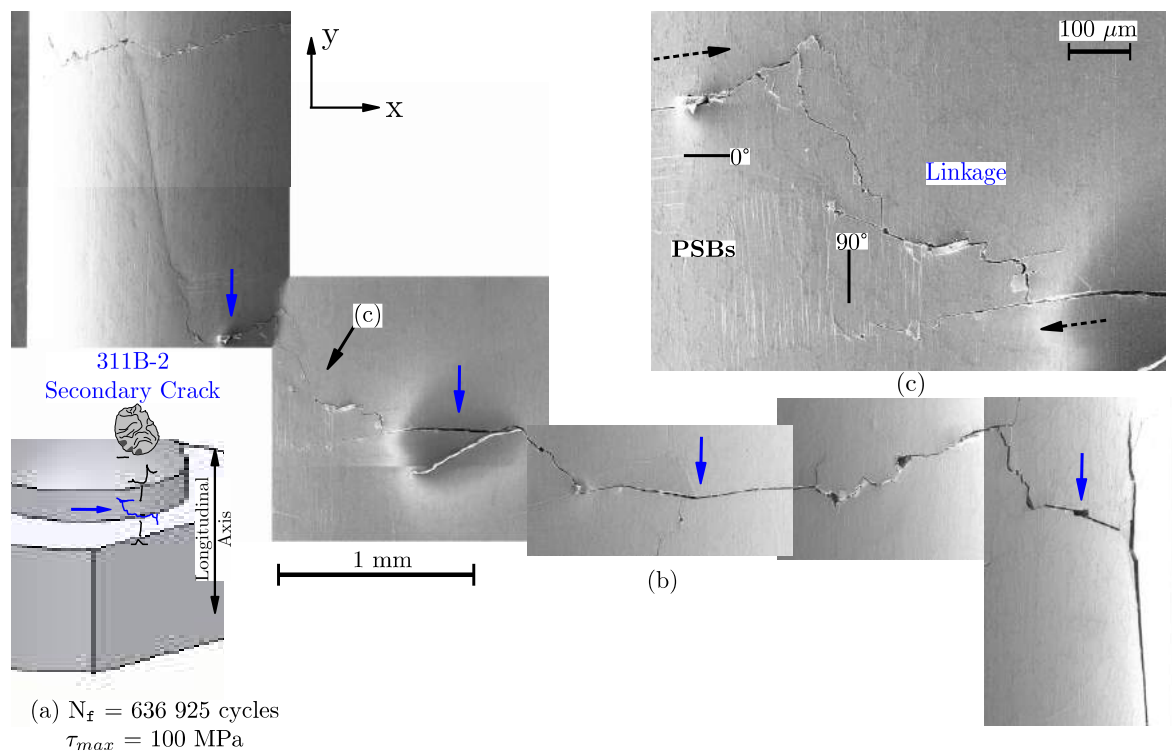 y
x
(c)
311B-2
Secondary Crack
Longitudinal
Axis
(a) Nf = 636 925 cycles
τmax = 100 MPa
1 mm
(b)
100 μm
0°
Linkage
90°
PSBs
(c)